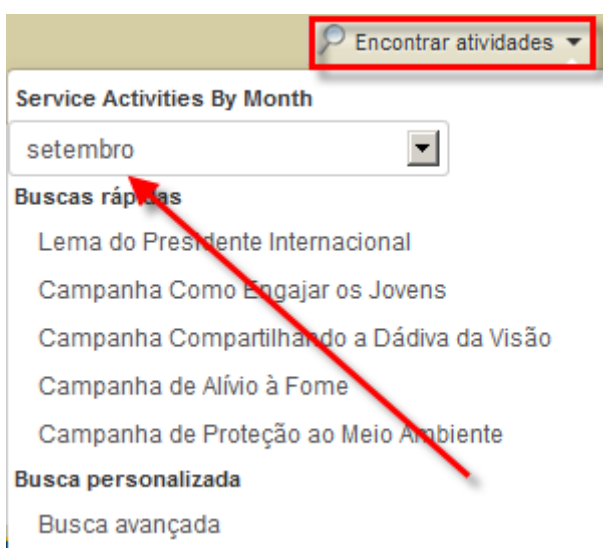 Encontrar atividades
Service Activities By Month
setembro
Buscas rápidas
Lema do Presidente Internacional
Campanha Como Engajar os Jovens
Campanha Compartilhando a Dádiva da Visão
Campanha de Alívio à Fome
Campanha de Proteção ao Meio Ambiente
Busca personalizada
Busca avançada